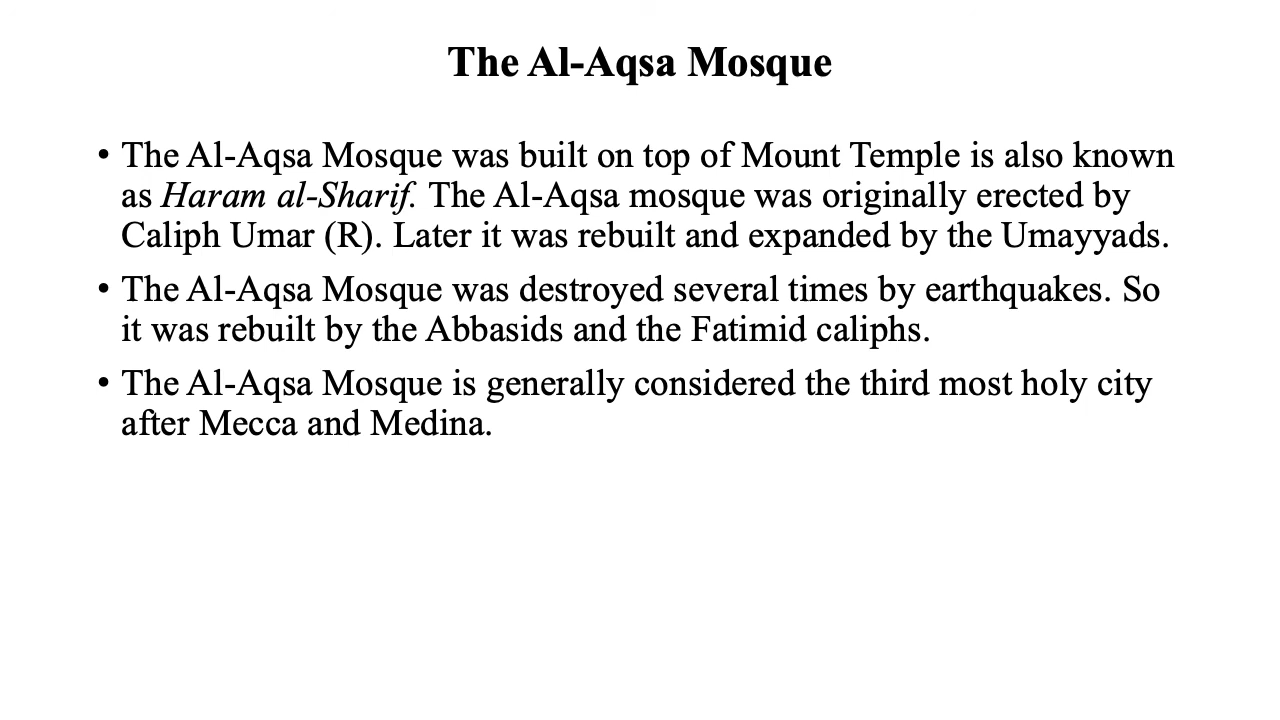 The Al-Aqsa Mosque
• The Al-Aqsa Mosque was built on top of Mount Temple is also known
as Haram al-Sharif. The Al-Aqsa mosque was originally erected by
Caliph Umar (R). Later it was rebuilt and expanded by the Umayyads.
• The Al-Aqsa Mosque was destroyed several times by earthquakes. So
it was rebuilt by the Abbasids and the Fatimid caliphs.
• The Al-Aqsa Mosque is generally considered the third most holy city
after Mecca and Medina.